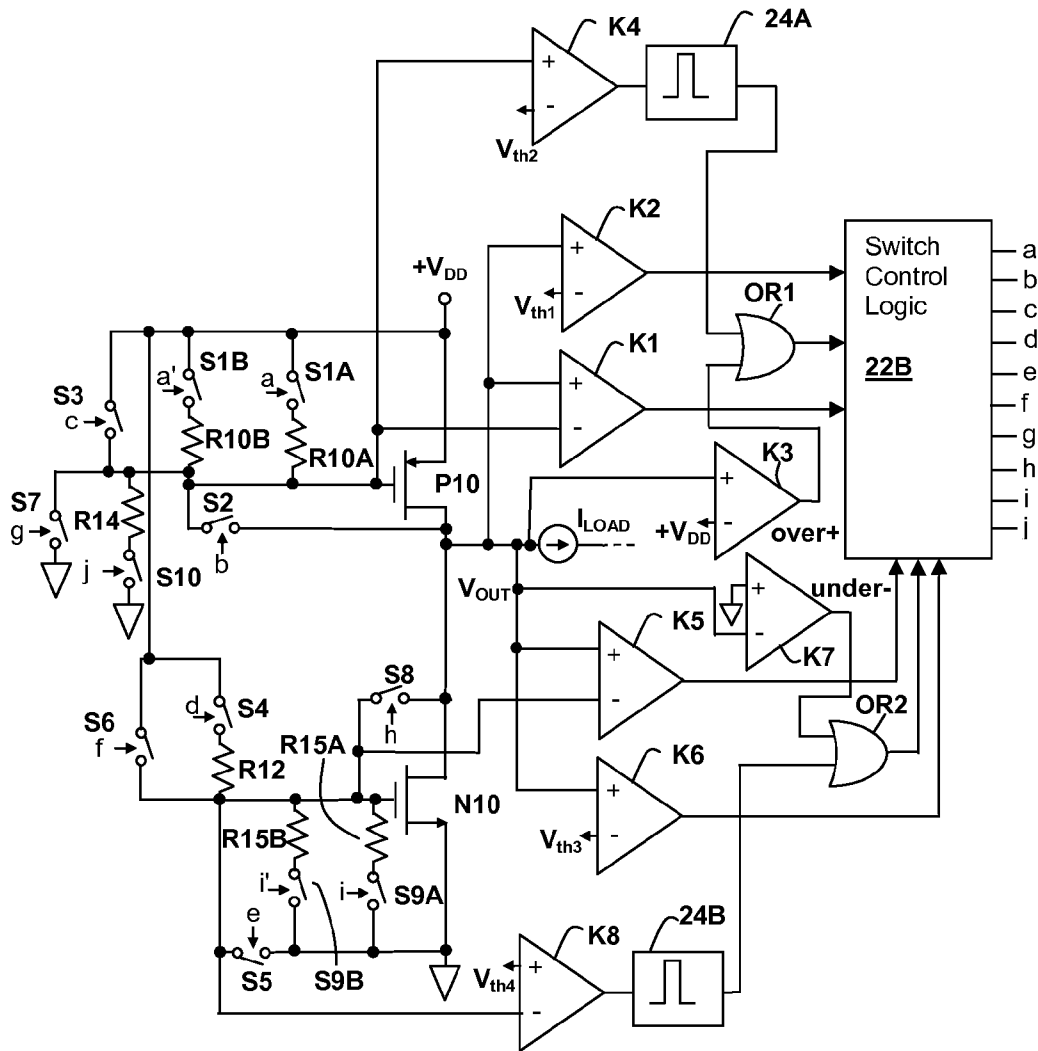 K4
24A
+
-
Vth2
K2
+
-
Vth1
+VDD
Switch
Control
Logic
22B
a
b
c
d
e
f
g
h
i
j
OR1
K1
+
-
S1B
a'
S1A
a
S3
c
R10B
R10A
P10
K3
+
-
+VDD
over+
S7
g
R14
S2
b
ILOAD
j
S10
VOUT
under-
+
-
K7
K5
+
-
S8
h
S6
f
d
S4
R12
R15A
OR2
K6
+
-
Vth3
N10
R15B
i'
i
S9A
e
S5
S9B
24B
K8
+
-
Vth4